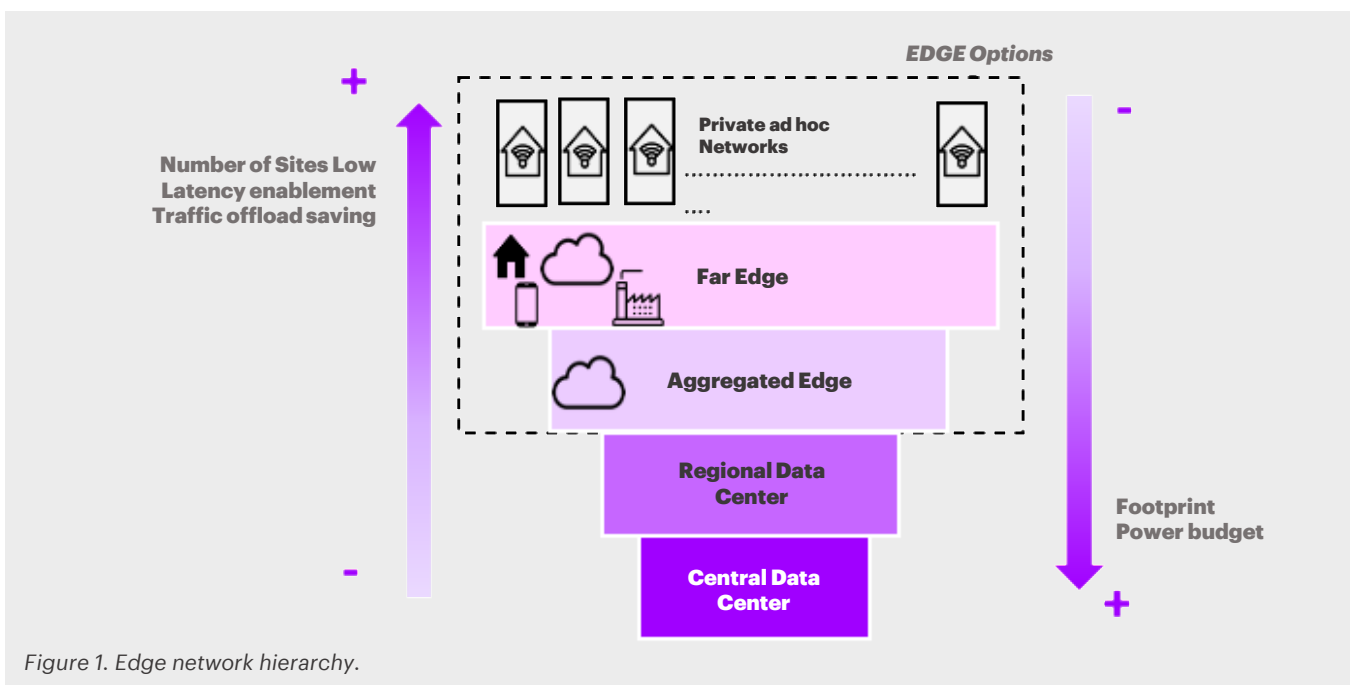 EDGE Options
+
-
Private ad hoc
Networks
....................................
....
Number of Sites Low
Latency enablement
Traffic offload saving
Far Edge
Aggregated Edge
Regional Data
Center
Footprint
Power budget
-
Central Data
Center
+
Figure 1. Edge network hierarchy.